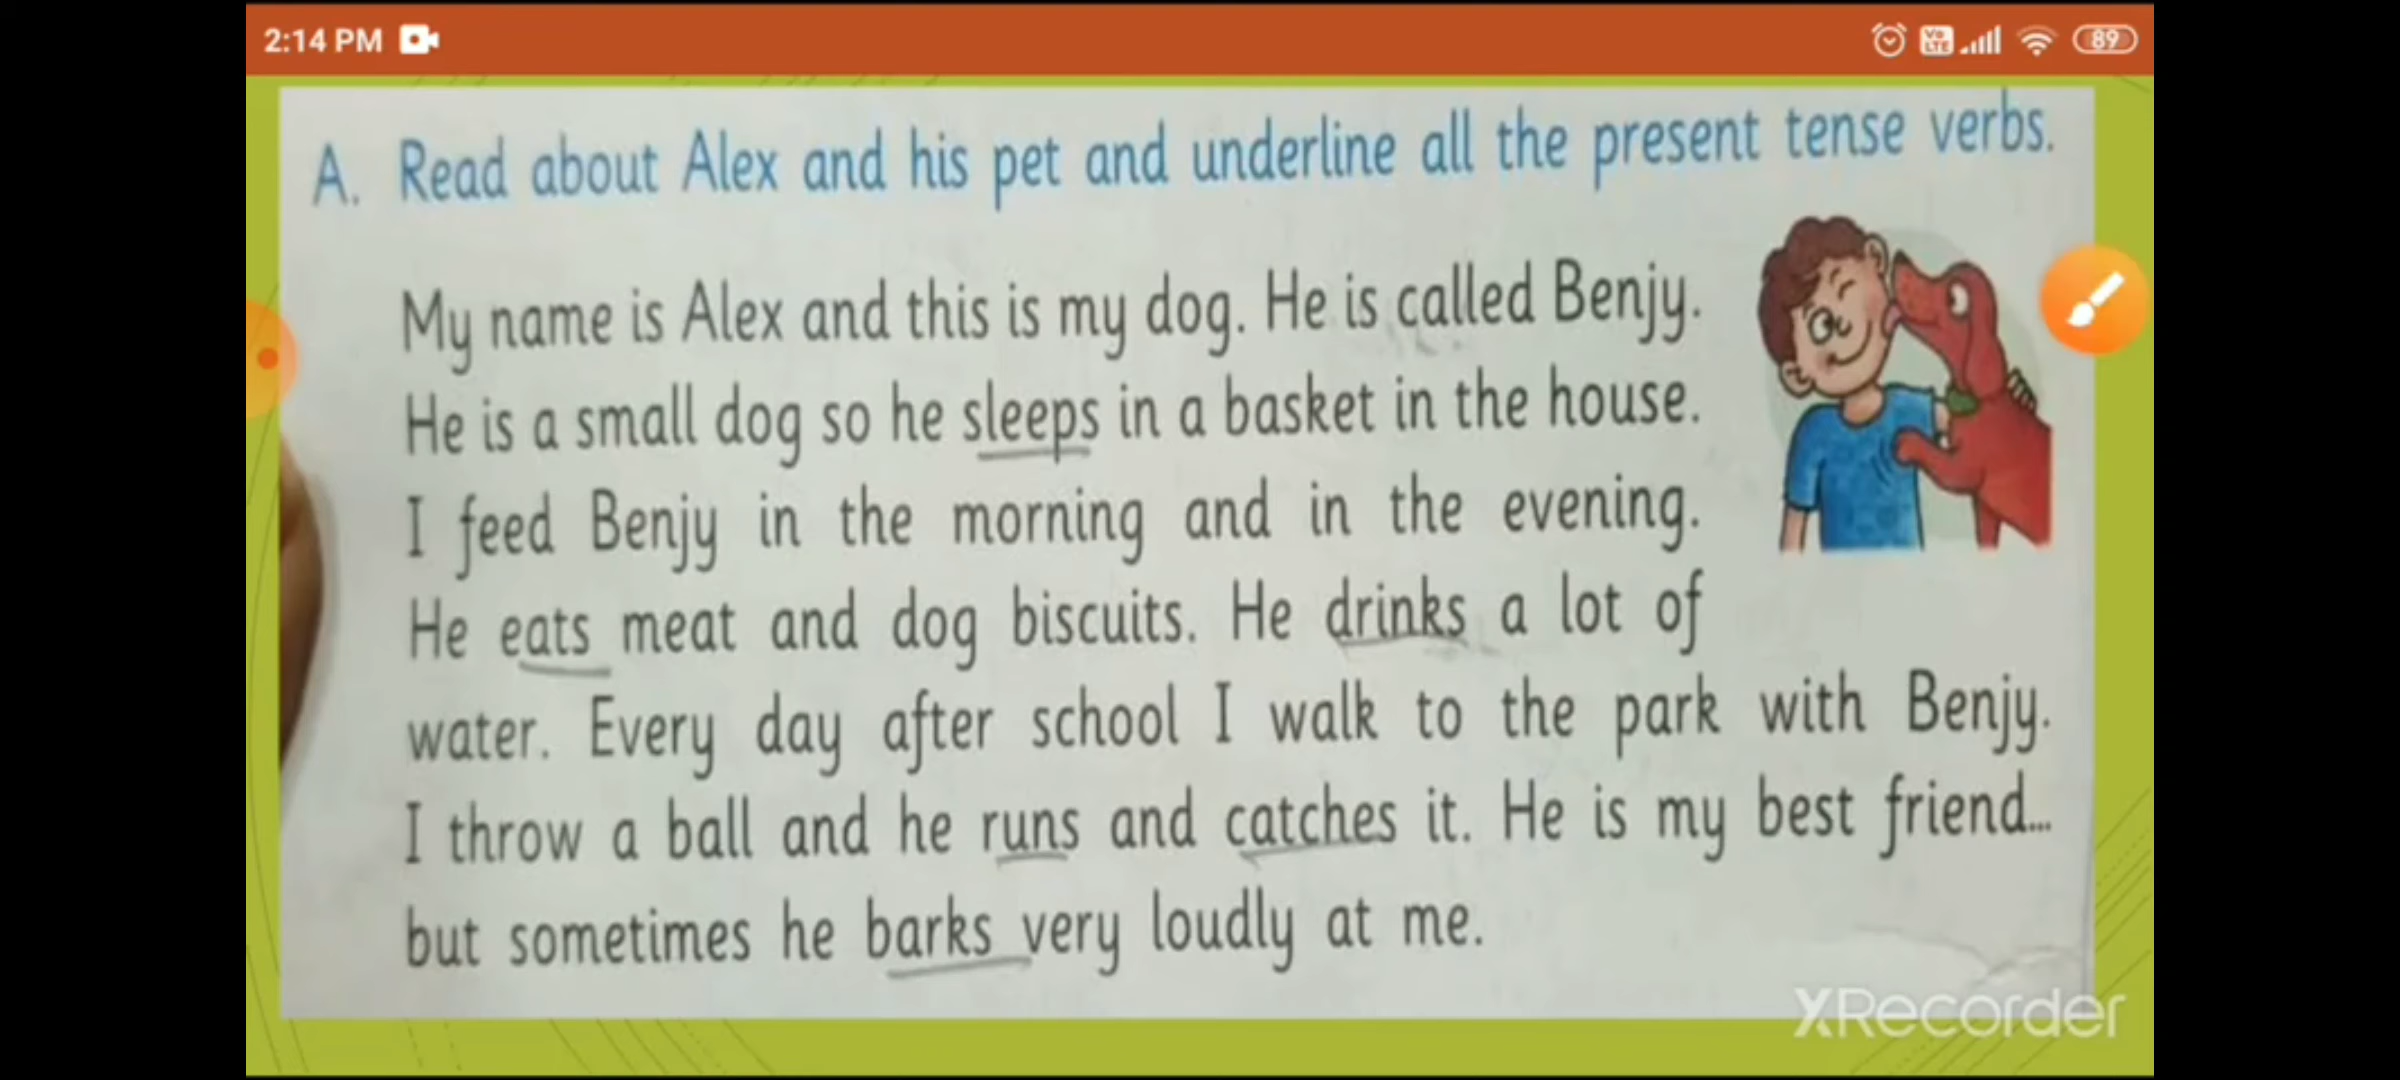 2:14 PM
Vo LTE
89
A. Read about Alex and his pet and underline all the present tense verbs.
My name is Alex and this is my dog. He is called Benjy.
He is a small dog so he sleeps in a basket in the house.
I feed Benjy in the morning and in the evening.
He eats meat and dog biscuits. He drinks a lot of
water. Every day after school I walk to the park with Benjy.
I throw a ball and he runs and catches it. He is my best friend...
but sometimes he barks very loudly at me.
XRecorder